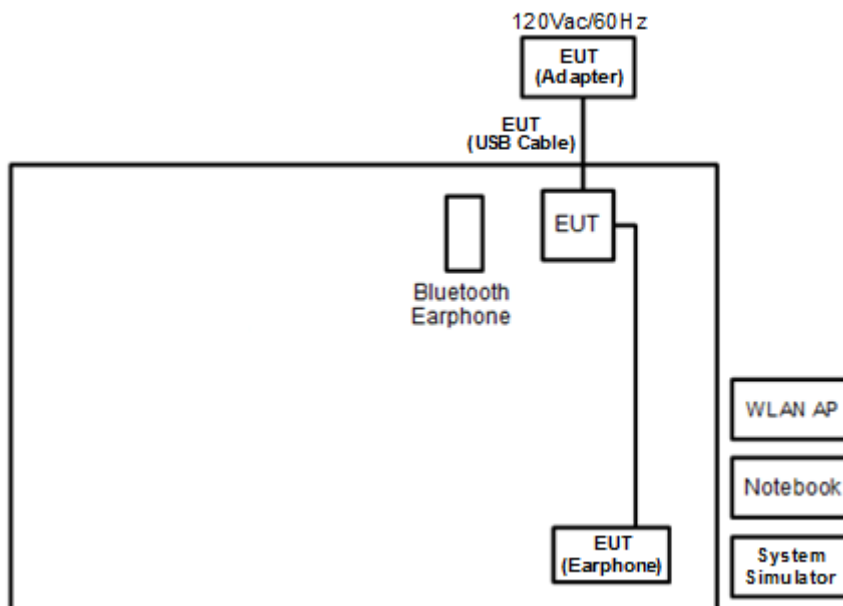 120Vac/60Hz
EUT
(Adapter)
EUT
(USB Cable)
EUT
Bluetooth
Earphone
WLAN AP
Notebook
EUT
(Earphone)
System
Simulator